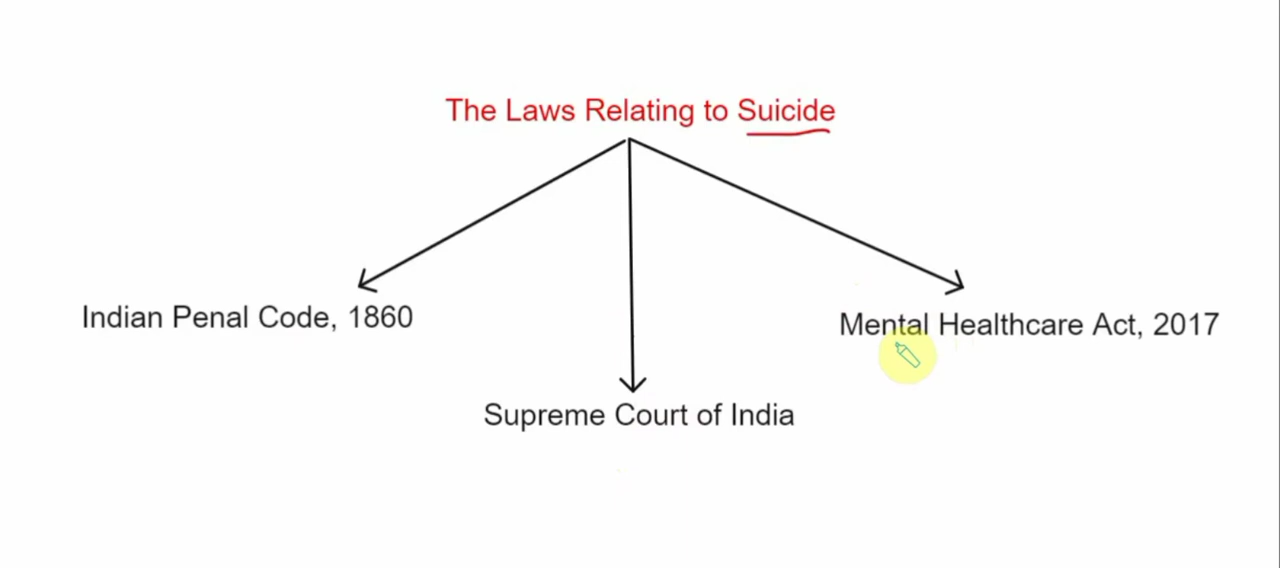 The Laws Relating to Suicide
Indian Penal Code, 1860
Mental Healthcare Act, 2017
Supreme Court of India